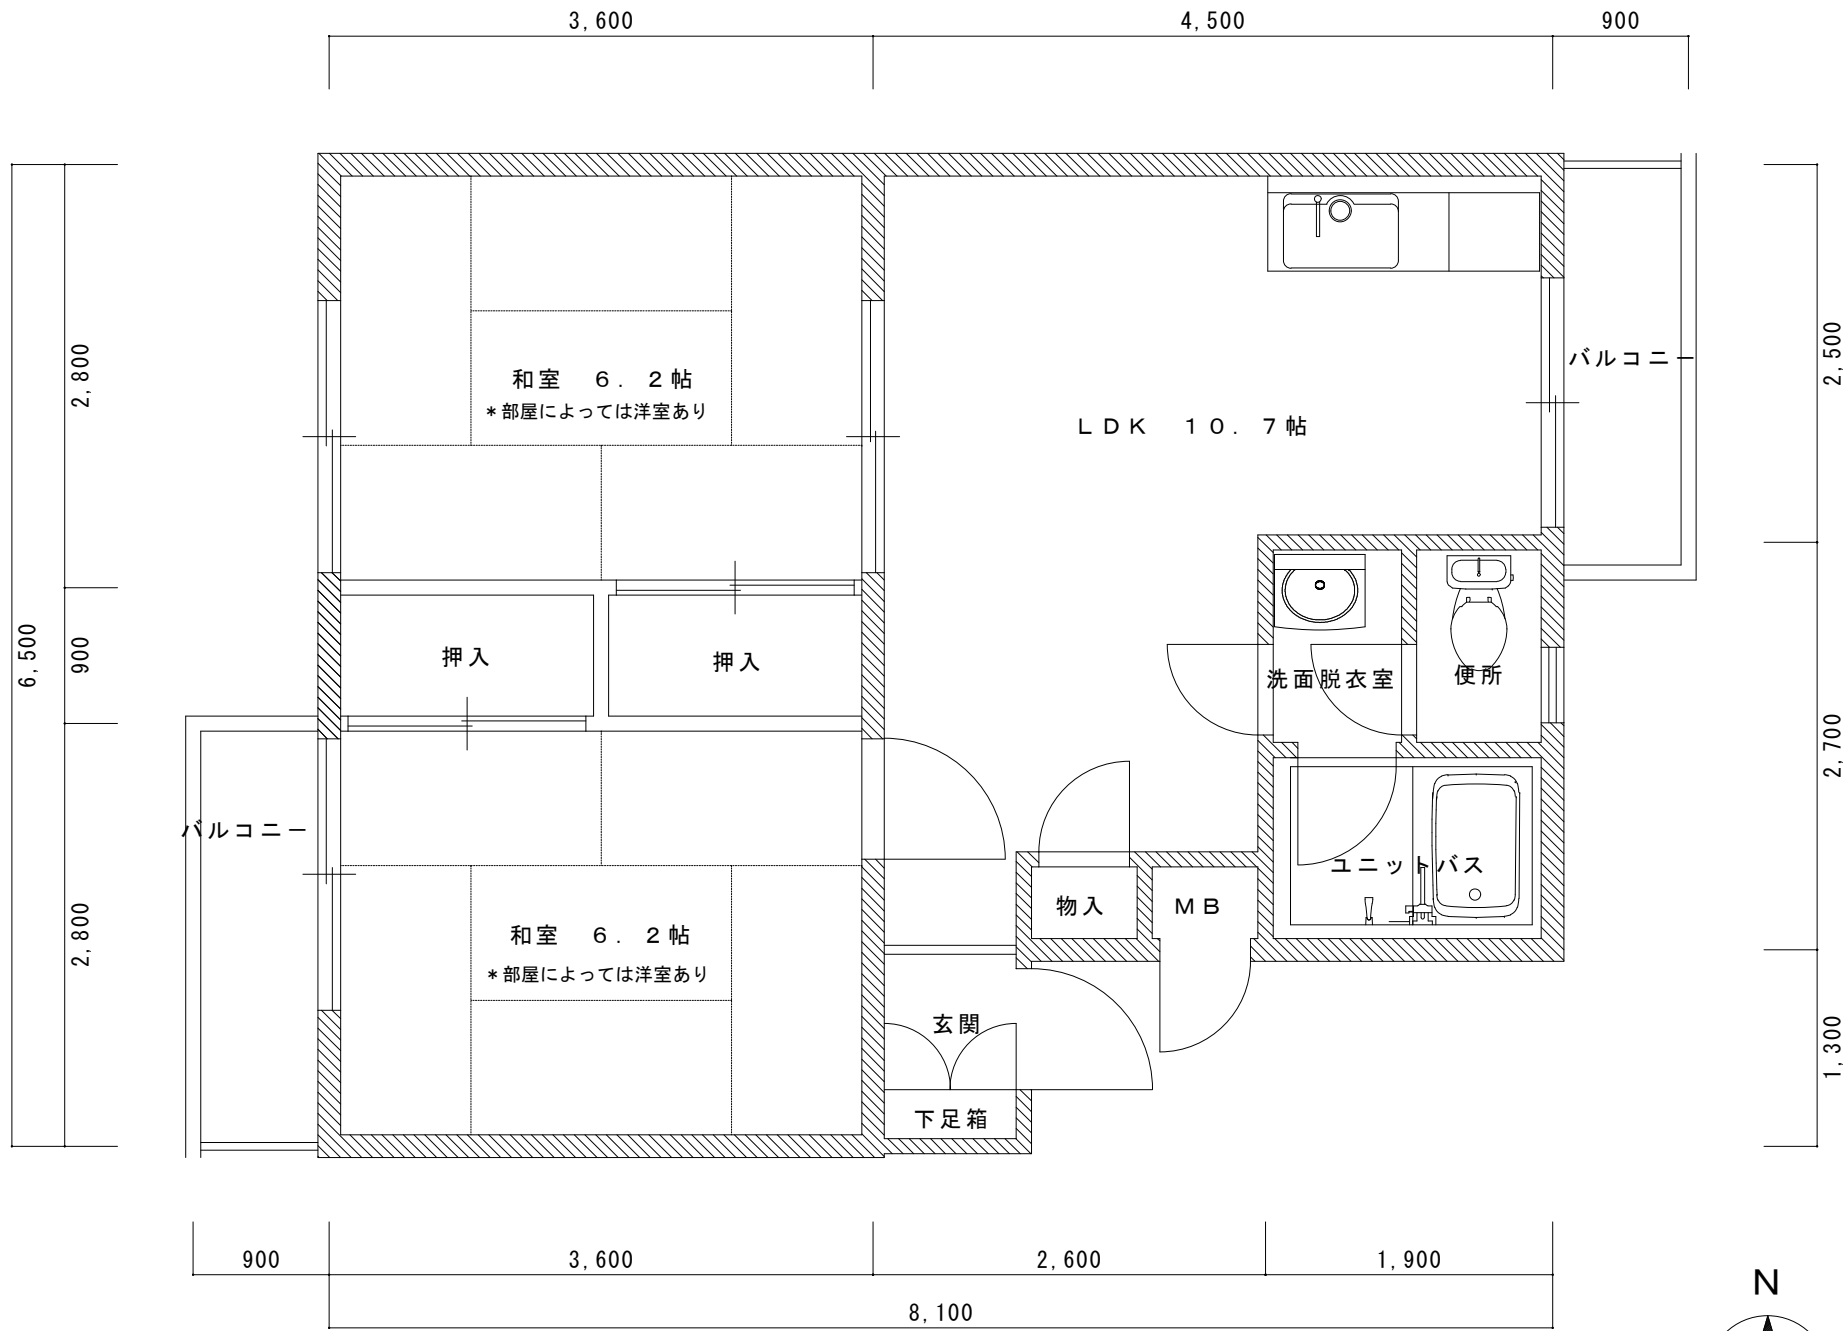 3,600
4,500
900
和室 6.2帖
*部屋によっては洋室あり
LDK 10.7帖
バルコニー
2,800
2,500
6,500
900
押入
押入
洗面脱衣室
便所
2,700
バルコニー
ユニットバス
物入
MB
和室 6.2帖
*部屋によっては洋室あり
2,800
玄関
1,300
下足箱
900
3,600
2,600
1,900
8,100
N